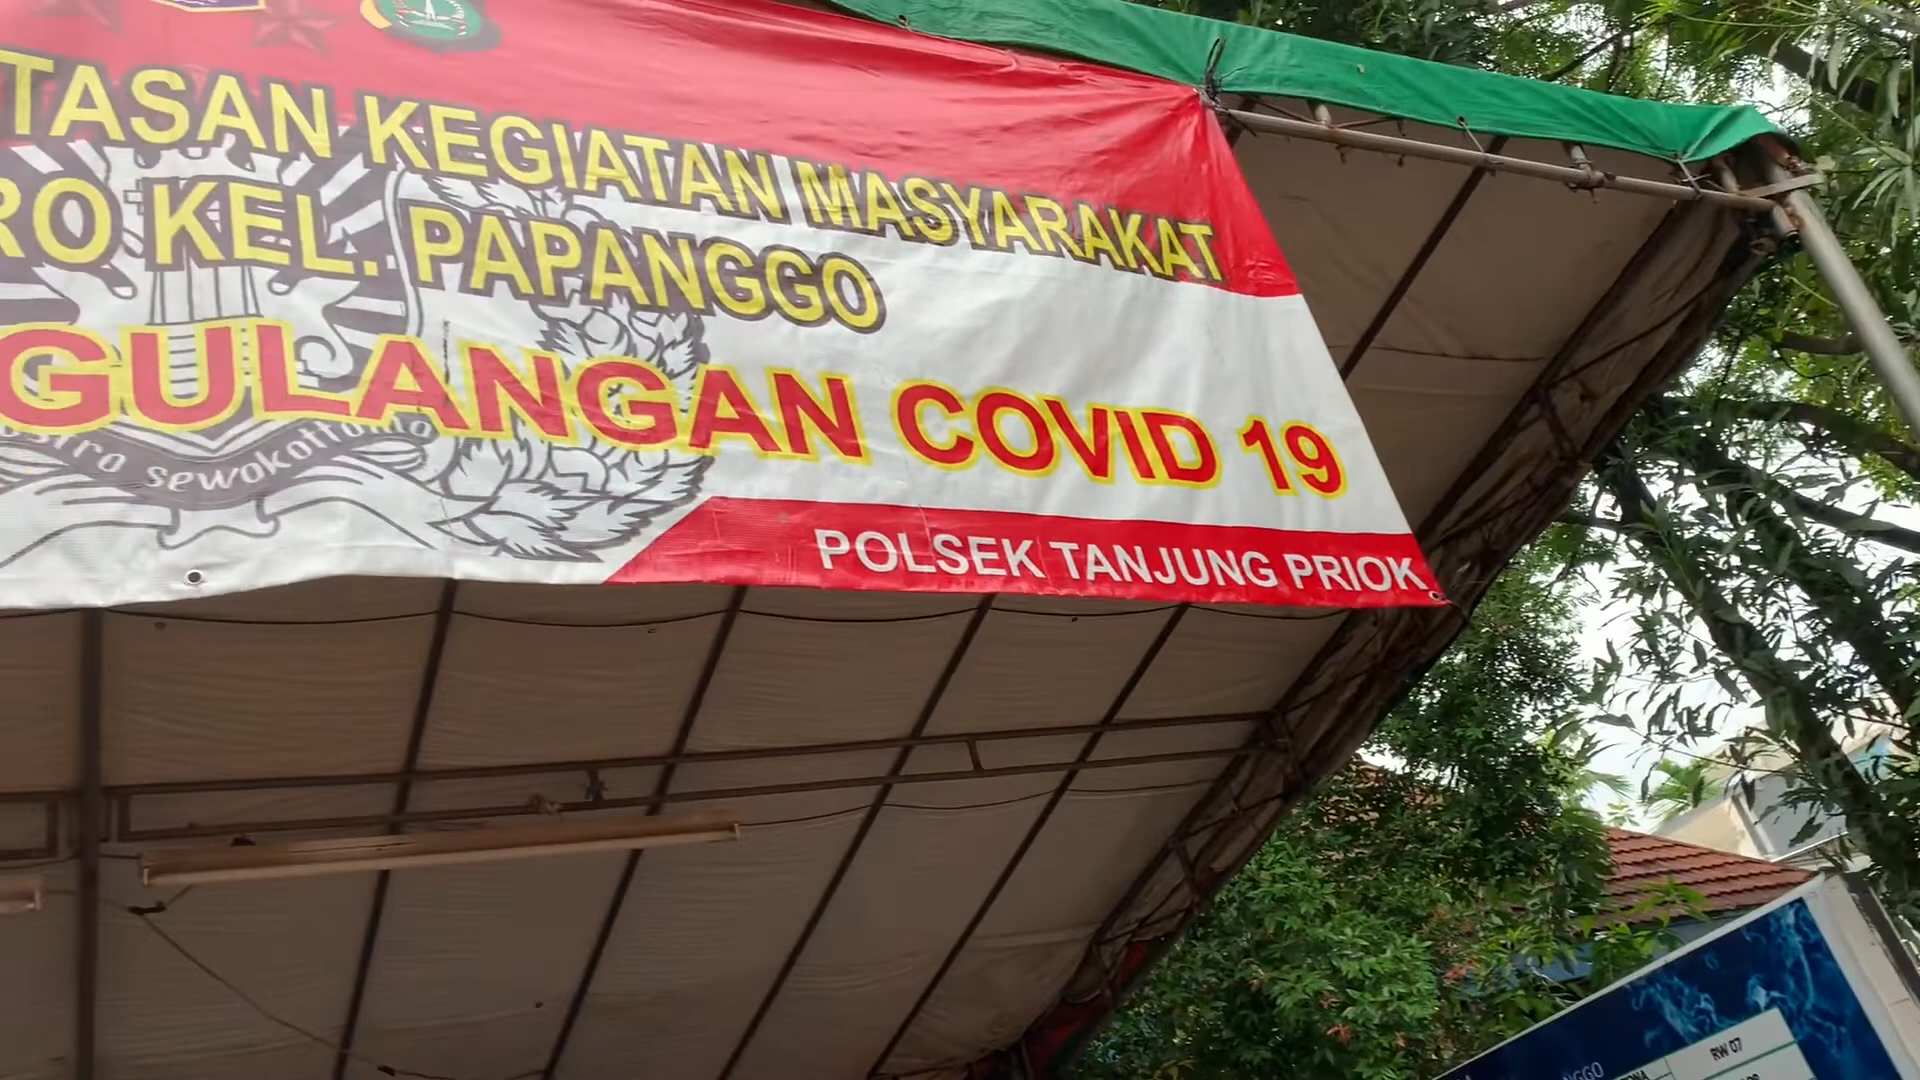 TASAN KEGIATAN MASYARAKAT
RO KEL. PAPANGGO
GULANGAN COVID 19
sewokottomo
POLSEK TANJUNG PRIOK
RW 07